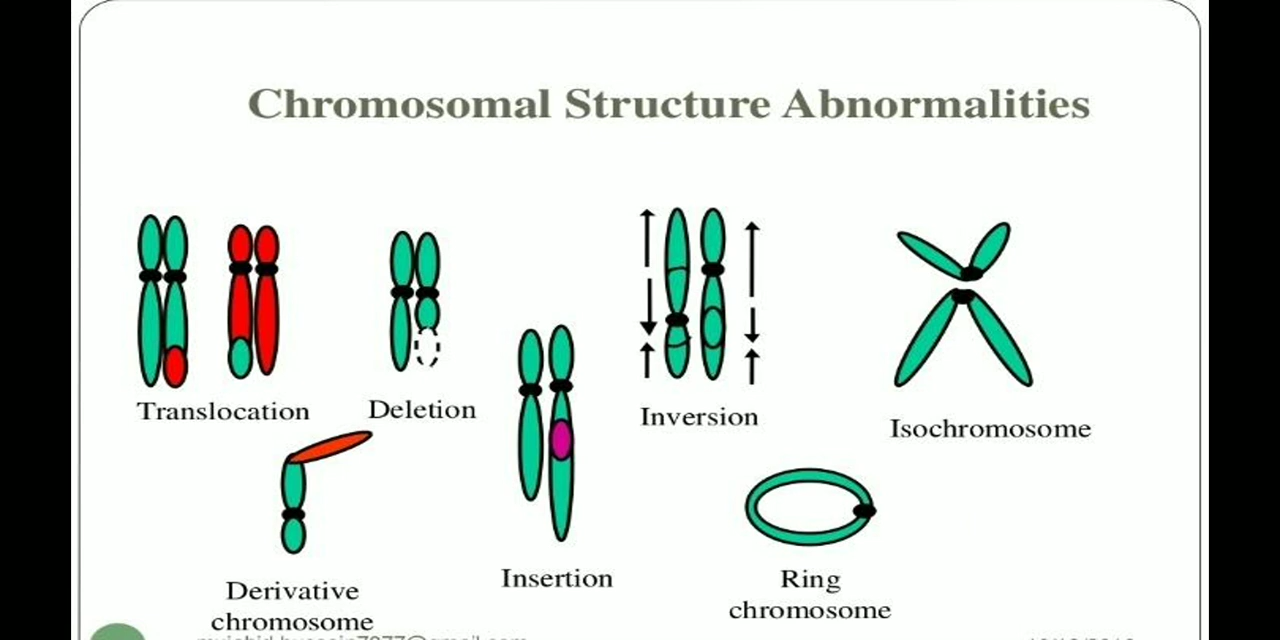 Chromosomal Structure Abnormalities
Translocation
Deletion
Inversion
Isochromosome
Derivative
chromosome
Insertion
Ring
chromosome